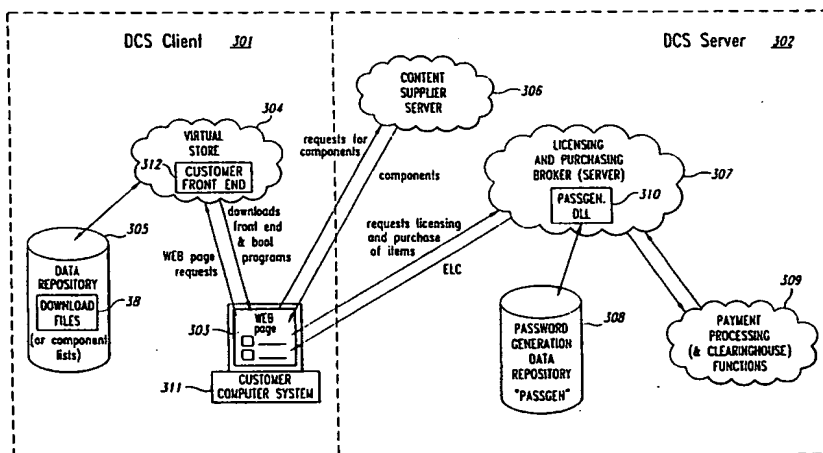 DCS Client 301
DCS Server 302
304
VIRTUAL
STORE
312
CUSTOMER
FRONT END
CONTENT
SUPPLIER
SERVER
306
requests for
components
components
LICENSING
AND PURCHASING
BROKER (SERVER)
307
PASSGEN.
DLL
310
305
DATA
REPOSITORY
DOWNLOAD
FILES
(or component
lists)
38
WEB page
requests
downloads
front end
& bool
programs
requests licensing
and purchase
of items
ELC
303
WEB
page
311
CUSTOMER
COMPUTER SYSTEM
PASSWORD
GENERATION
DATA
REPOSITORY
"PASSGEN"
308
309
PAYMENT
PROCESSING
(& CLEARINGHOUSE)
FUNCTIONS